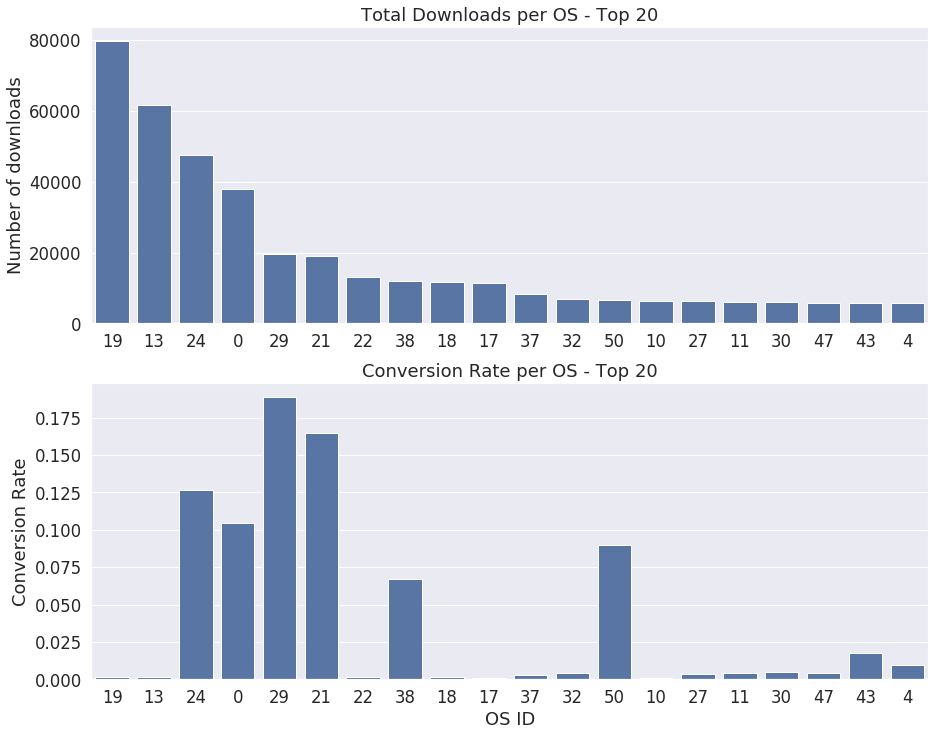 Total Downloads per OS - Top 20
Number of downloads
80000
60000
40000
20000
0
19 13 24 0 29 21 22 38 18 17 37 32 50 10 27 11 30 47 43 4
Conversion Rate per OS - Top 20
Conversion Rate
0.175
0.150
0.125
0.100
0.075
0.050
0.025
0.000
19 13 24 0 29 21 22 38 18 17 37 32 50 10 27 11 30 47 43 4
OS ID